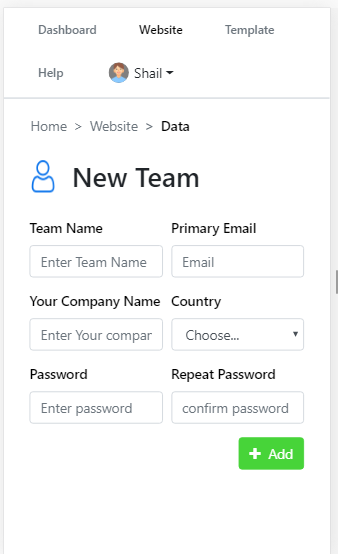 Dashboard Website Template
Help Shail
Home > Website > Data
New Team
Team Name Primary Email
Enter Team Name Email
Your Company Name Country
Enter Your compar Choose...
Password Repeat Password
Enter password confirm password
+ Add